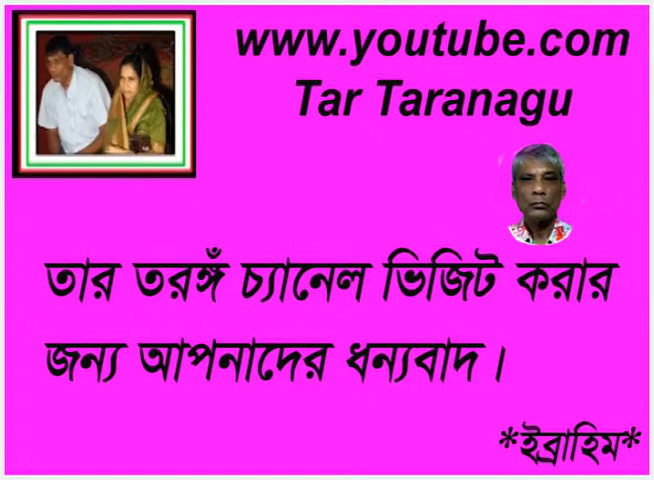 www.youtube.com
Tar Taranagu
তার তরঙ্গঁ চ্যানেল ভিজিট করার
জন্য আপনাদের ধন্যবাদ।
*ইব্রাহিম*